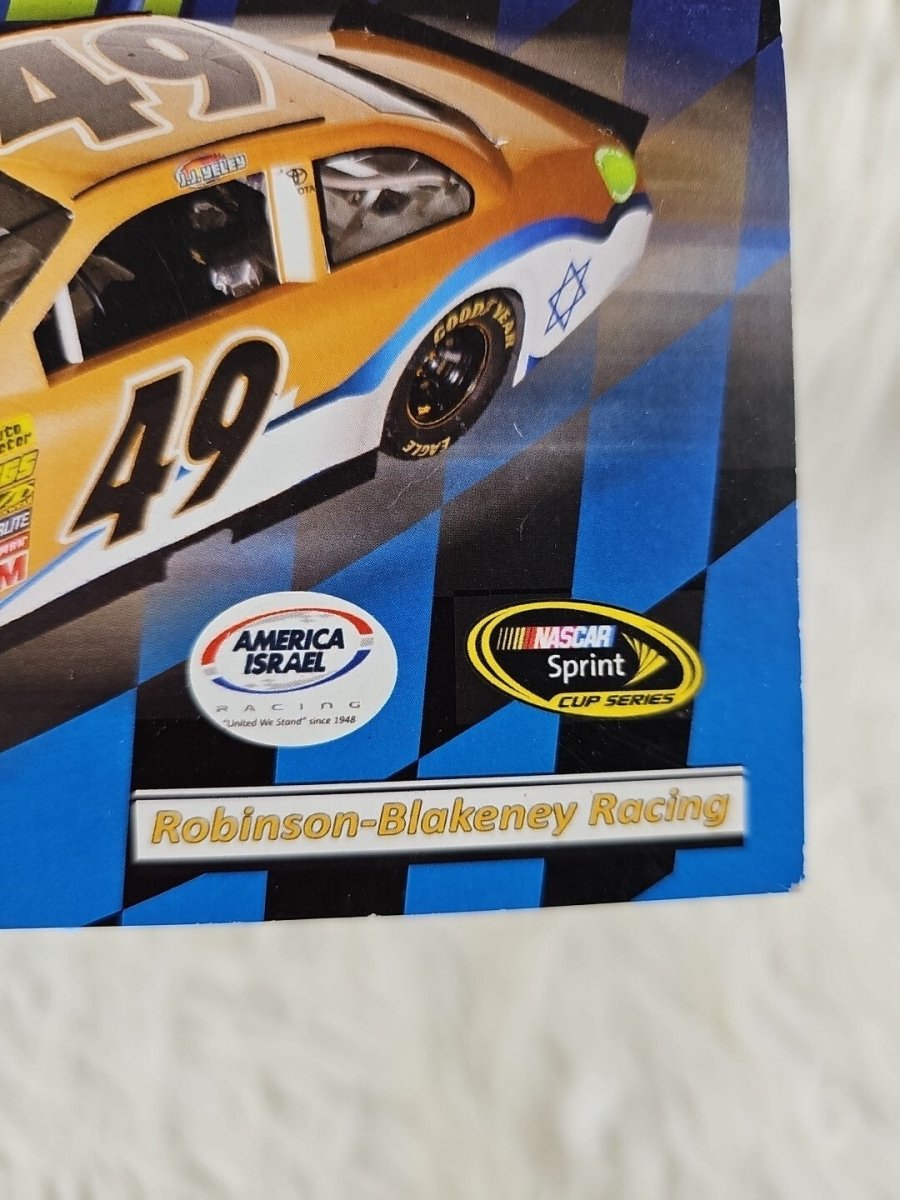 49
J.J. YELEY
GOODYEAR
EAGLE
49
AMERICA
ISRAEL
RACING
"United We Stand" since 1948
NASCAR
Sprint
CUP SERIES
Robinson-Blakeney Racing